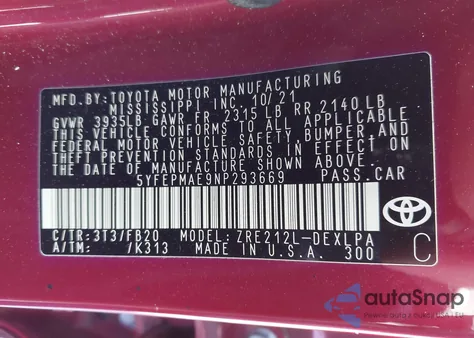 MFD.BY: TOYOTA MOTOR MANUFACTURING
MISSISSIPPI INC. 10/21
GVWR 3935LB GAWR FR 2315 LB RR 2140LB
THIS VEHICLE CONFORMS TO ALL APPLICABLE
FEDERAL MOTOR VEHICLE SAFETY, BUMPER AND
THEFT PREVENTION STANDARDS IN EFFECT ON
THE DATE OF MANUFACTURE SHOWN ABOVE.
5YFEPMAE9NP293669 PASS.CAR
C/TR: 3T3/FB20 MODEL: ZRE212L-DEXLPA
A/TM: /K313 MADE IN U.S.A. 300
TOYOTA
C
autoSnap